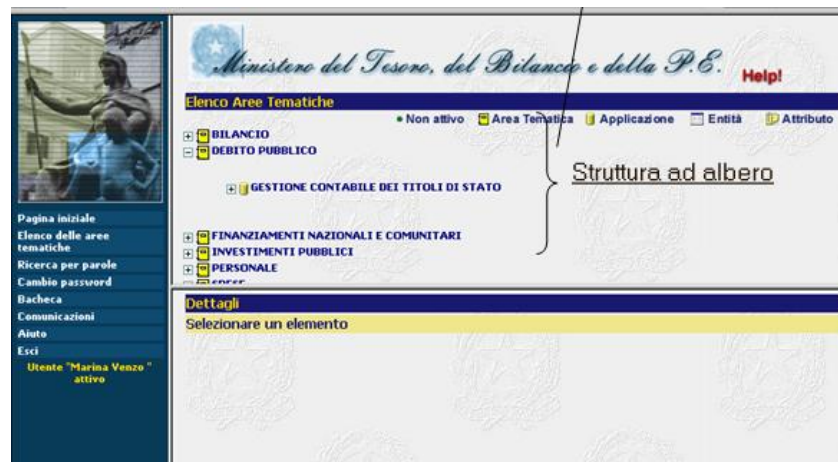 Ministero del Tesoro, del Bilancio e della P.E.
Help!
Elenco Aree Tematiche
Non attivo Area Tematica Applicazione Entità Attributo
BILANCIO
DEBITO PUBBLICO
GESTIONE CONTABILE DEI TITOLI DI STATO
Struttura ad albero
FINANZIAMENTI NAZIONALI E COMUNITARI
INVESTIMENTI PUBBLICI
PERSONALE
SPESE
Pagina iniziale
Elenco delle aree
tematiche
Ricerca per parole
Cambio password
Bacheca
Comunicazioni
Aiuto
Esci
Utente "Marina Venzo "
attivo
Dettagli
Selezionare un elemento